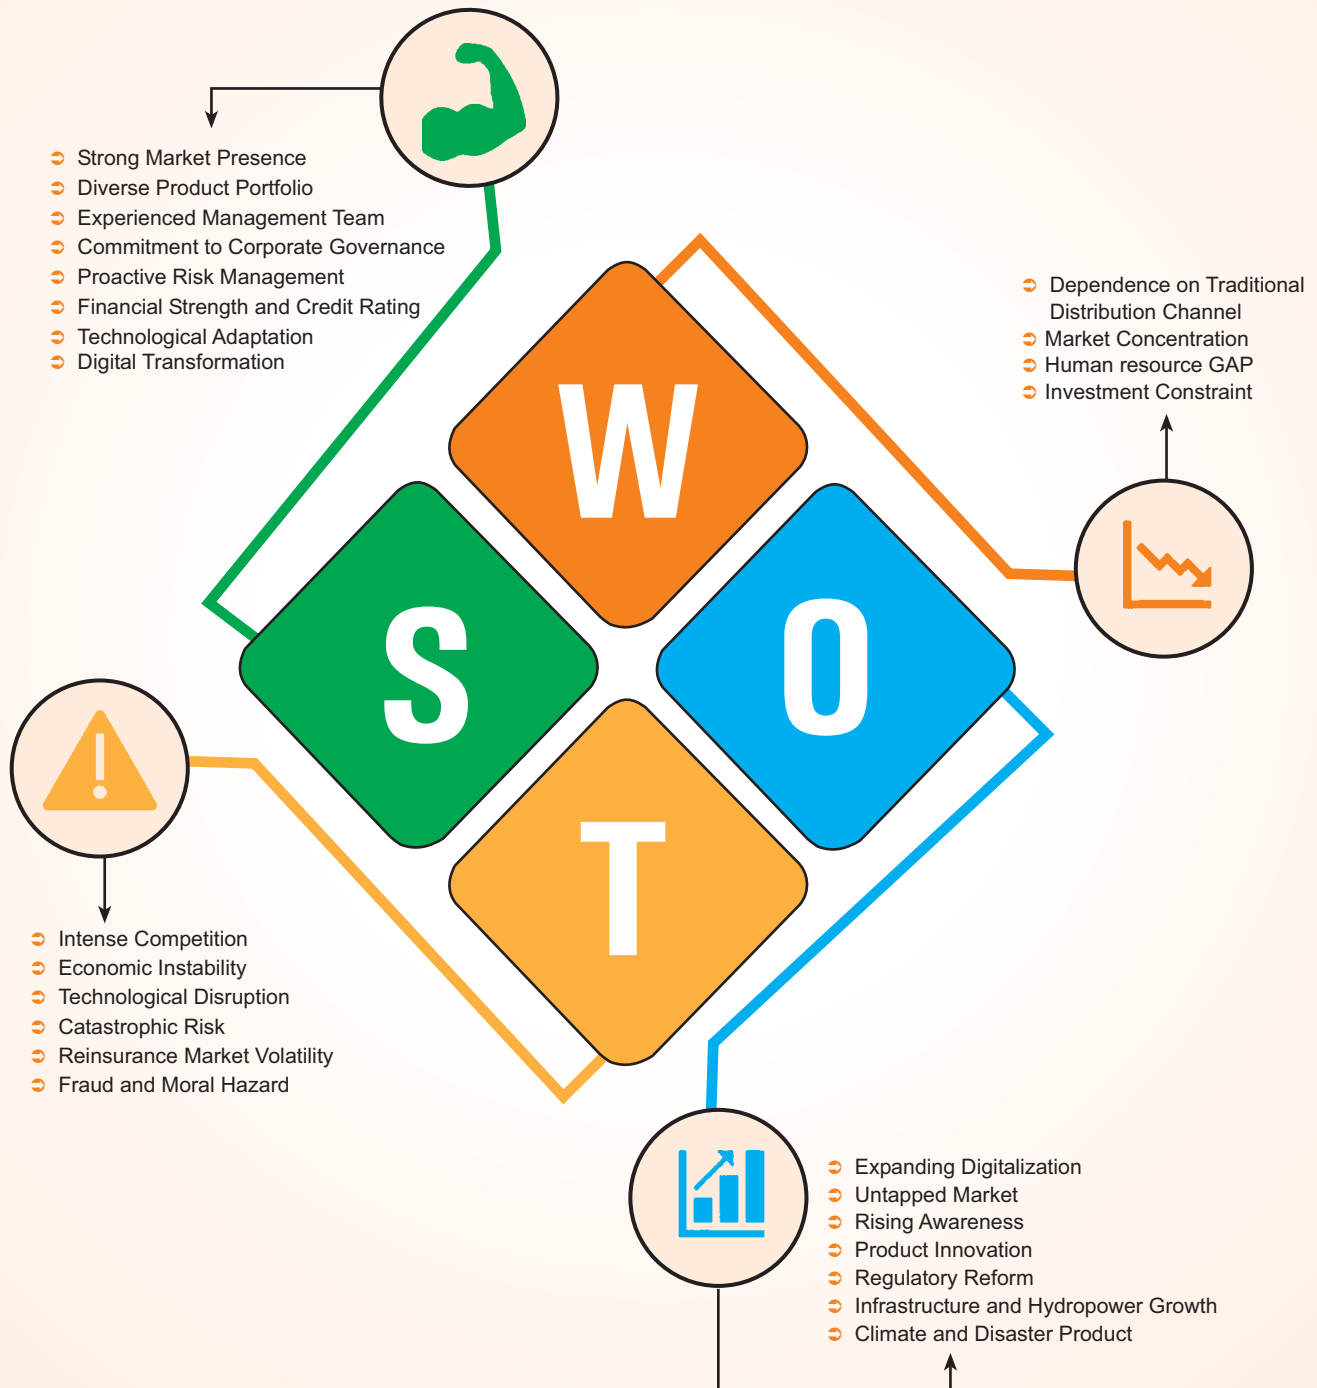 Strong Market Presence
Diverse Product Portfolio
Experienced Management Team
Commitment to Corporate Governance
Proactive Risk Management
Financial Strength and Credit Rating
Technological Adaptation
Digital Transformation
Dependence on Traditional
Distribution Channel
Market Concentration
Human resource GAP
Investment Constraint
W
S
O
T
Intense Competition
Economic Instability
Technological Disruption
Catastrophic Risk
Reinsurance Market Volatility
Fraud and Moral Hazard
Expanding Digitalization
Untapped Market
Rising Awareness
Product Innovation
Regulatory Reform
Infrastructure and Hydropower Growth
Climate and Disaster Product